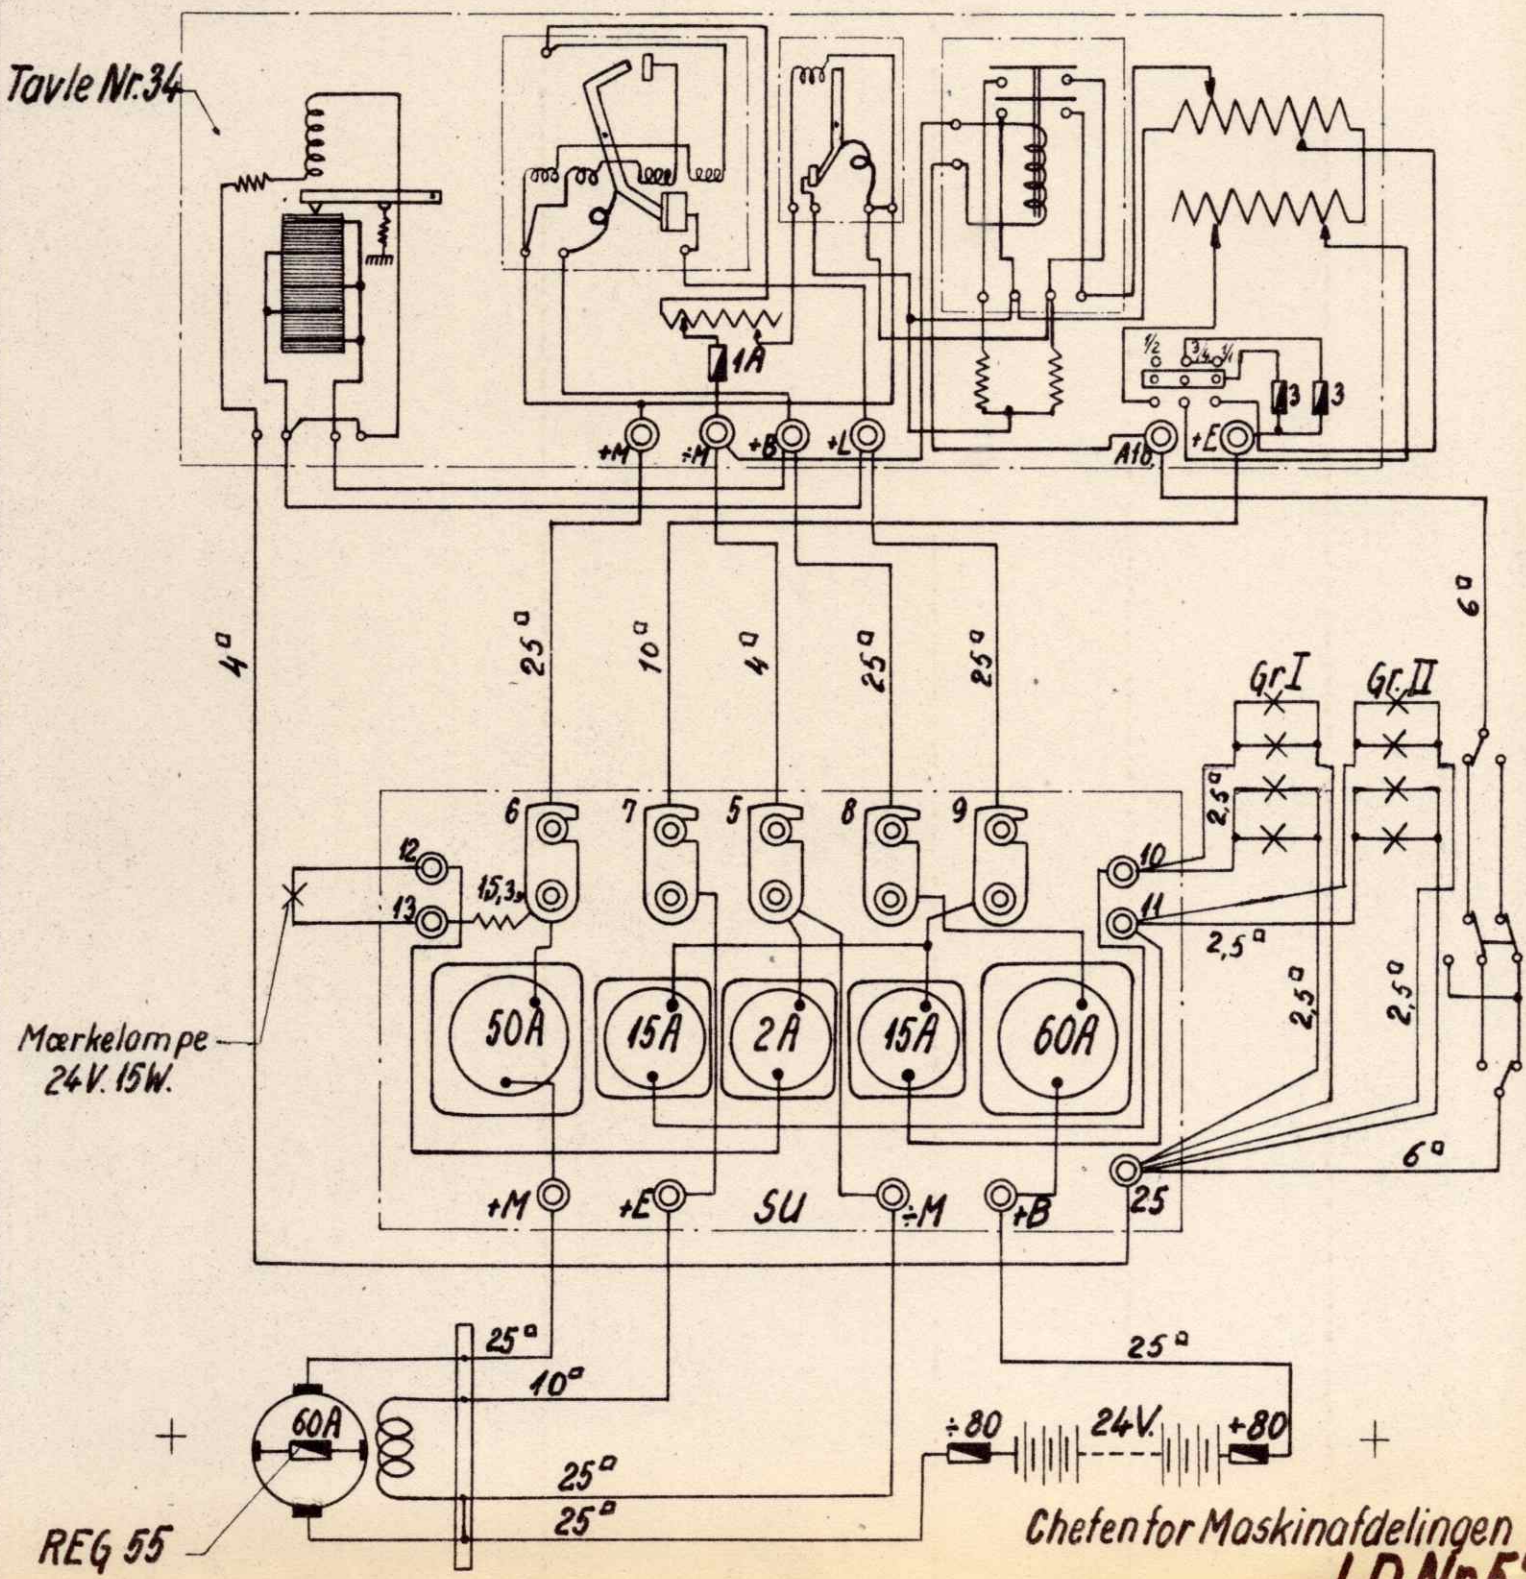 Tavle Nr. 34
1A
1/2 3/4 1/1
3 3
+M ÷M +B +L A16. +E
4□ 25□ 10□ 4□ 25□ 25□ 6□
Gr I Gr. II
2,5□
6 7 5 8 9
12 10
15,3
13 11
2,5□
2,5□ 2,5□
50A 15A 2A 15A 60A
Mærkelampe
24V. 15W.
6□
+M +E SU ÷M +B 25
25□ 25□
10□
60A
÷80 24V. +80
25□
25□
REG 55
Chefen for Maskinafdelingen